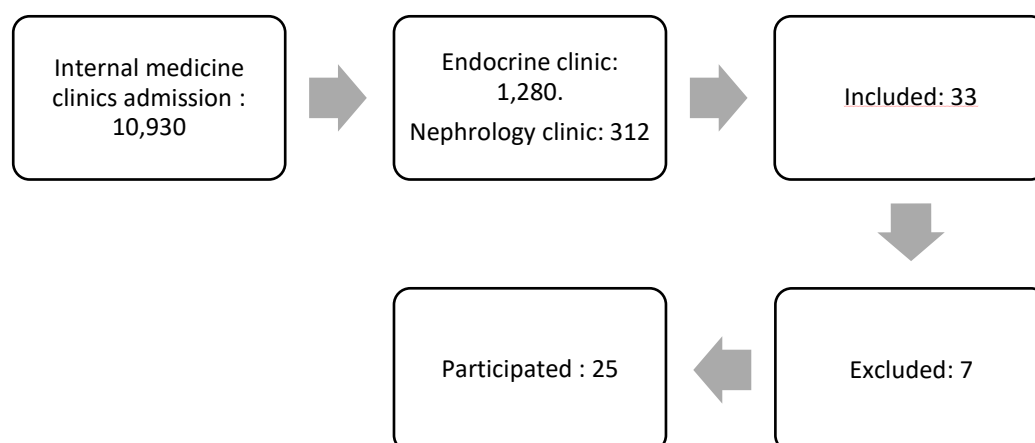 Internal medicine
clinics admission :
10,930
Endocrine clinic:
1,280.
Nephrology clinic: 312
Included: 33
Participated : 25
Excluded: 7